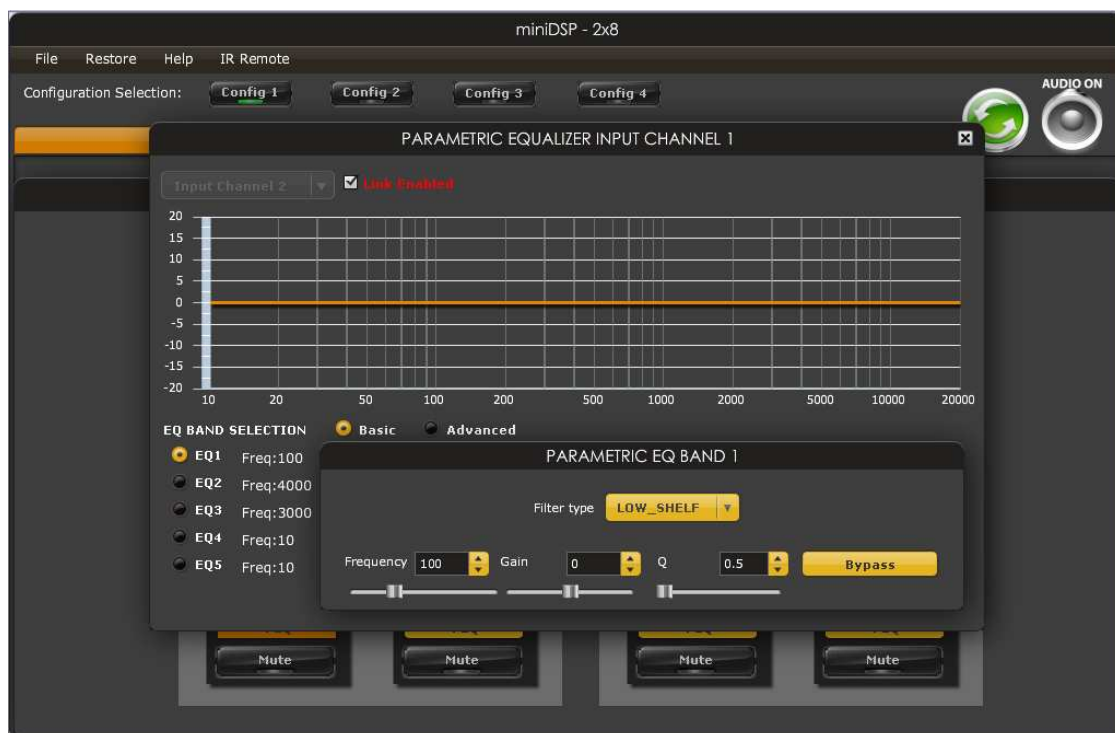 miniDSP - 2x8
File Restore Help IR Remote
Configuration Selection: Config 1 Config 2 Config 3 Config 4
AUDIO ON
PARAMETRIC EQUALIZER INPUT CHANNEL 1
Input Channel 2 Link Enabled
20
15
10
5
0
-5
-10
-15
-20
10 20 50 100 200 500 1000 2000 5000 10000 20000
EQ BAND SELECTION Basic Advanced
EQ1 Freq:100
EQ2 Freq:4000
EQ3 Freq:3000
EQ4 Freq:10
EQ5 Freq:10
PARAMETRIC EQ BAND 1
Filter type LOW_SHELF
Frequency 100 Gain 0 Q 0.5 Bypass
Mute Mute Mute Mute